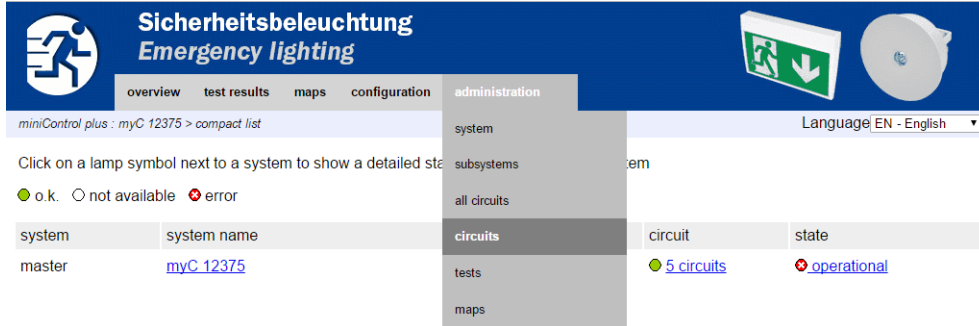 Sicherheitsbeleuchtung
Emergency lighting
overview test results maps configuration administration
miniControl plus : myC 12375 > compact list
Language EN - English
system
Click on a lamp symbol next to a system to show a detailed
subsystems
o.k. not available error
all circuits
system system name circuits circuit state
master myC 12375 5 circuits operational
tests
maps